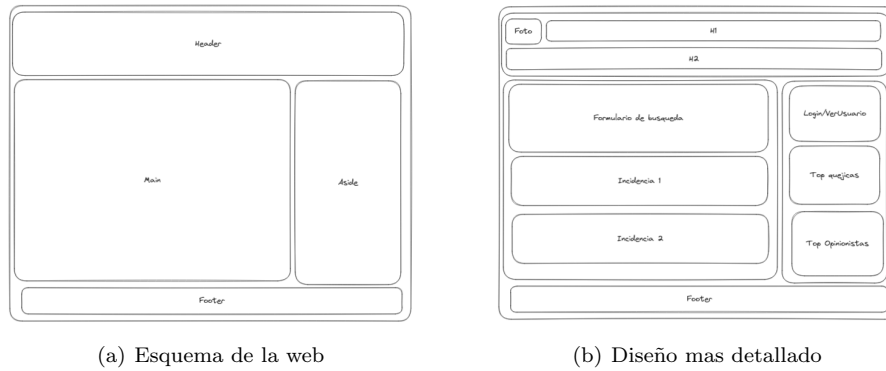 Header
Main
Aside
Footer
(a) Esquema de la web
Foto
H1
H2
Formulario de busqueda
Incidencia 1
Incidencia 2
Login/VerUsuario
Top quejicas
Top Opinionistas
Footer
(b) Diseño mas detallado